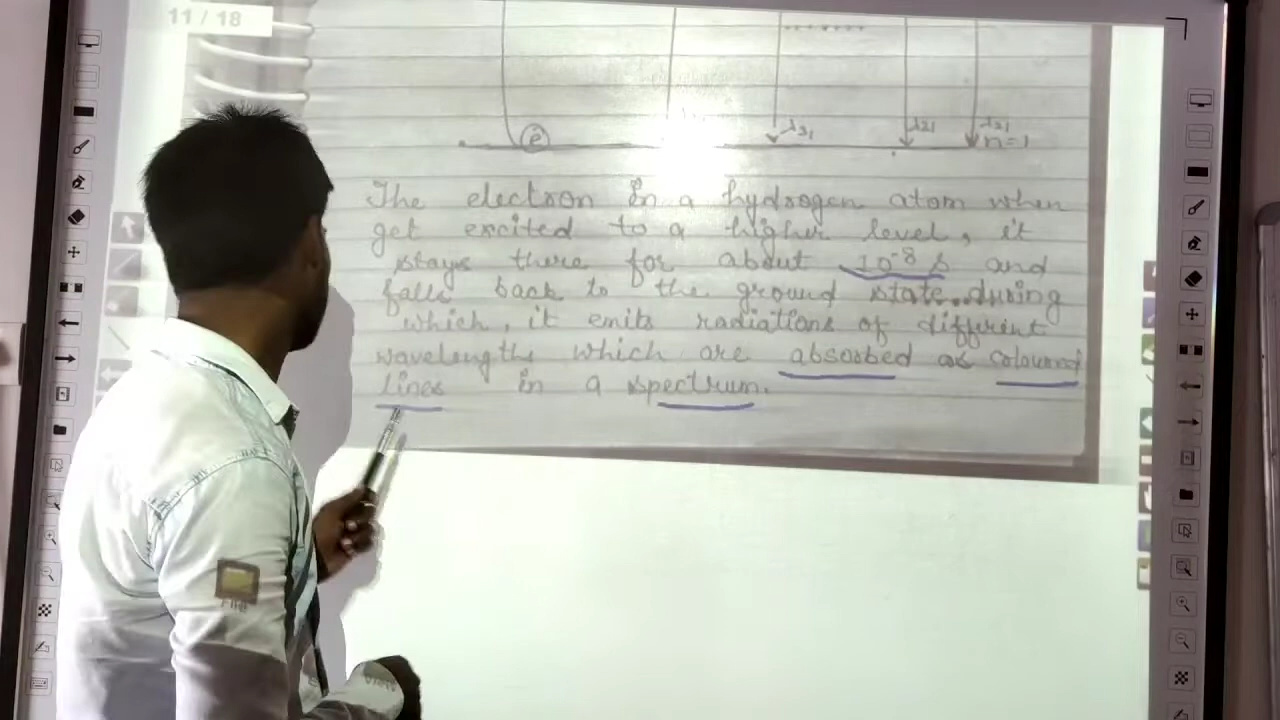 11 / 18
n=1
The electron in a hydrogen atom when
get excited to a higher level, it
stays there for about 10⁻⁸ s and
falls back to the ground state during
which, it emits radiations of different
wavelengths which are absorbed as coloured
lines in a spectrum.